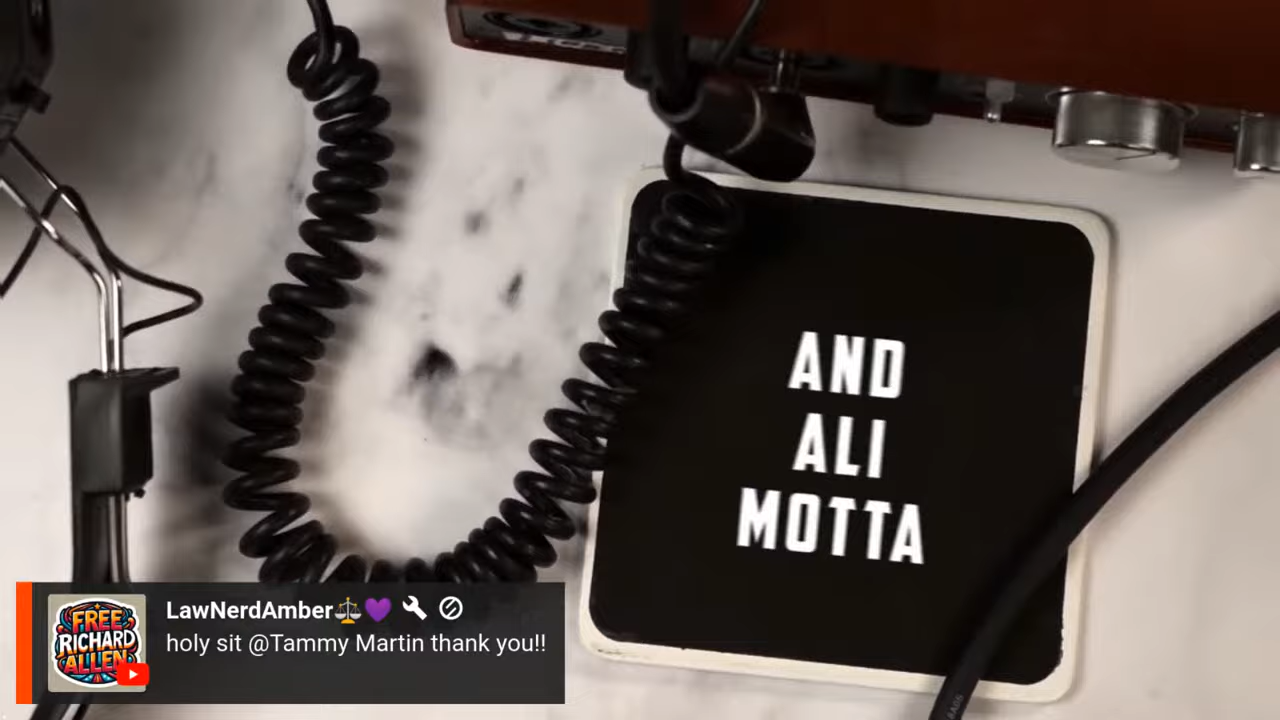 AND
ALI
MOTTA
LawNerdAmber⚖️💜
holy sit @Tammy Martin thank you!!
FREE
RICHARD
ALLEN